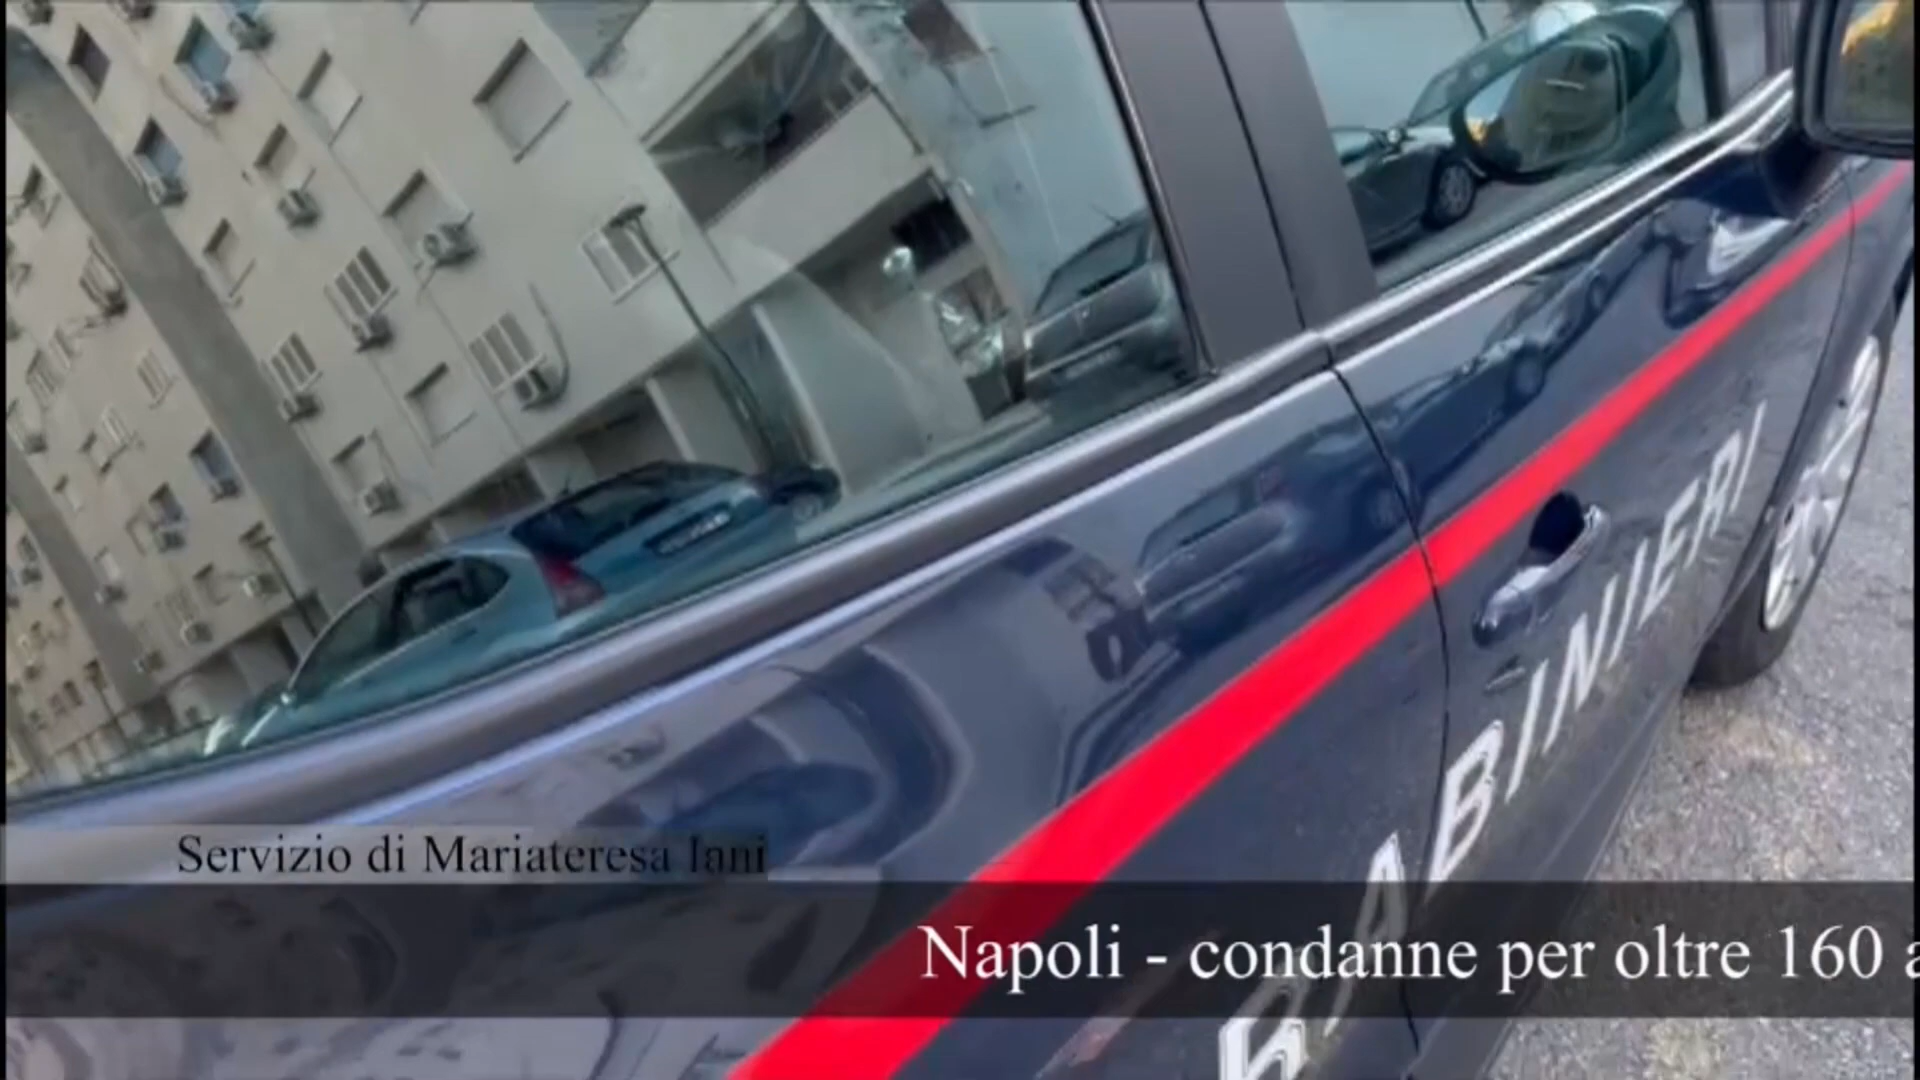 CARABINIERI
Servizio di Mariateresa Iani
Napoli - condanne per oltre 160 a